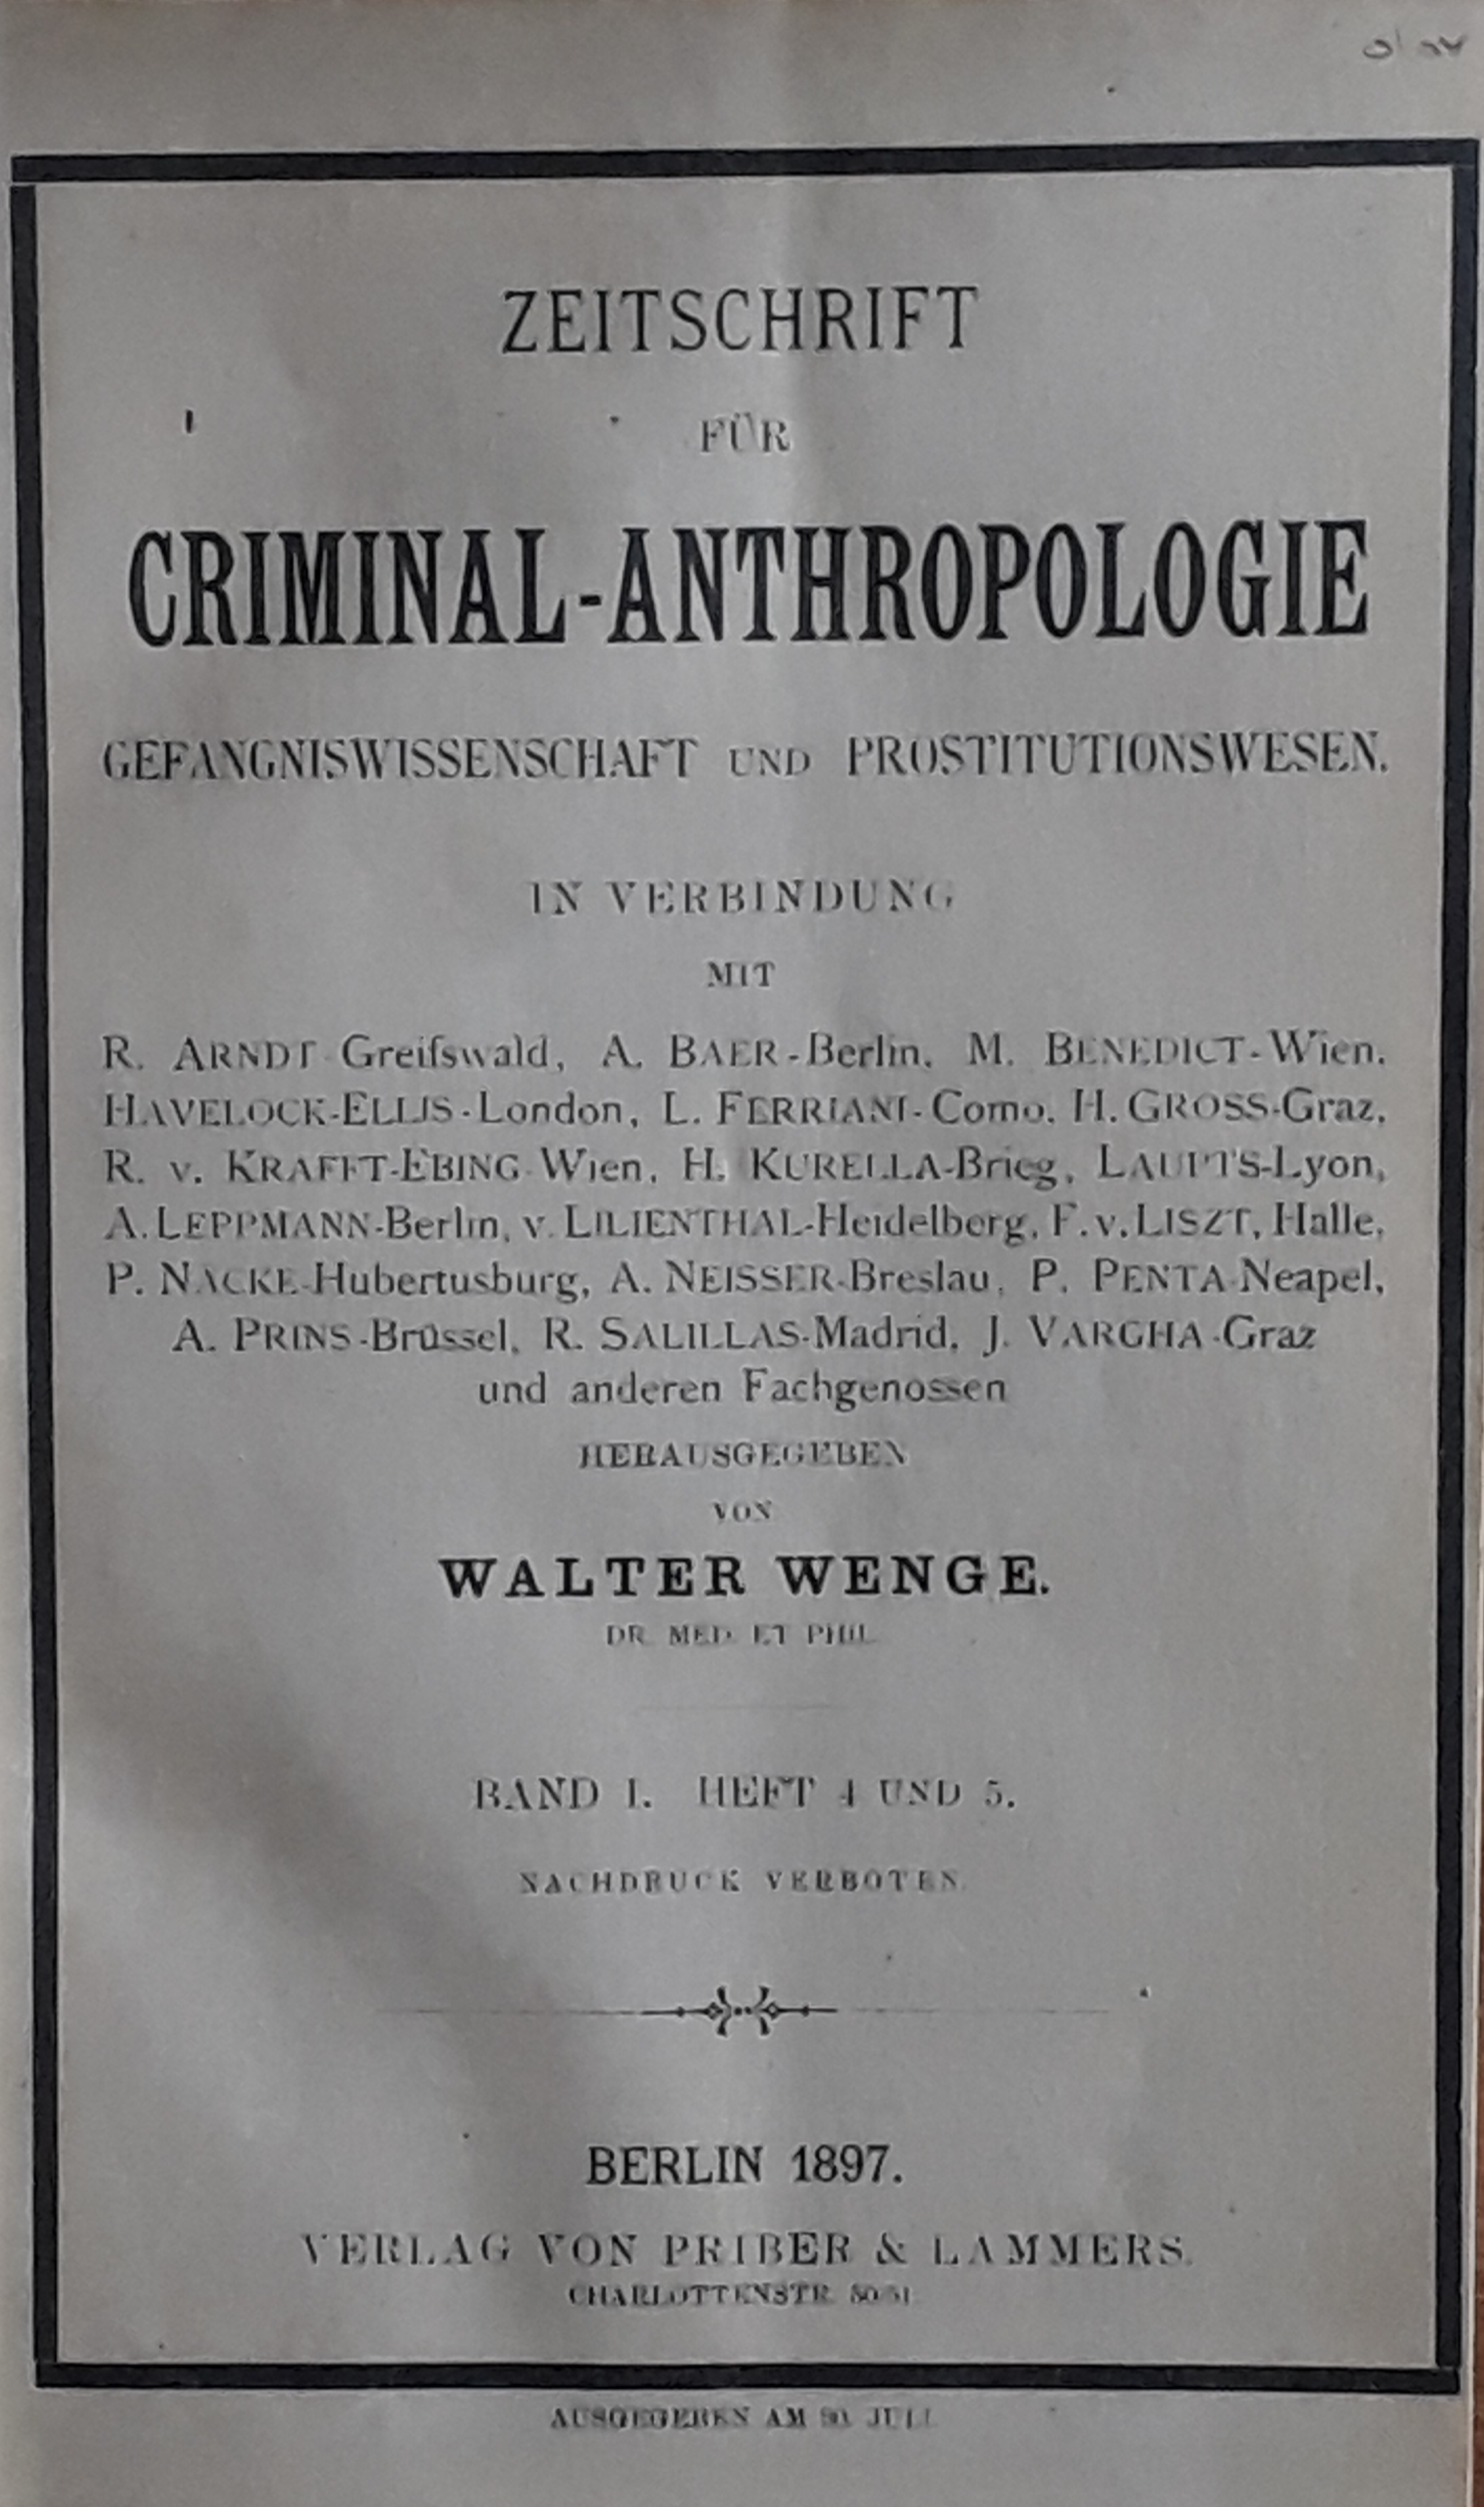 ZEITSCHRIFT
FÜR
CRIMINAL-ANTHROPOLOGIE
GEFANGNISWISSENSCHAFT UND PROSTITUTIONSWESEN.
IN VERBINDUNG
MIT
R. ARNDT-Greifswald, A. BAER-Berlin, M. BENEDICT-Wien,
HAVELOCK-ELLIS-London, L. FERRIANI-Como, H. GROSS-Graz,
R. v. KRAFFT-EBING-Wien, H. KURELLA-Brieg, LAUPTS-Lyon,
A. LEPPMANN-Berlin, v. LILIENTHAL-Heidelberg, F. v. LISZT, Halle,
P. NÄCKE-Hubertusburg, A. NEISSER-Breslau, P. PENTA-Neapel,
A. PRINS-Brüssel, R. SALILLAS-Madrid, J. VARGHA-Graz
und anderen Fachgenossen
HERAUSGEGEBEN
VON
WALTER WENGE.
DR. MED. ET PHIL.
BAND I. HEFT 4 UND 5.
NACHDRUCK VERBOTEN.
BERLIN 1897.
VERLAG VON PRIBER & LAMMERS.
CHARLOTTENSTR. 50/51
AUSGEGEBEN AM JULI